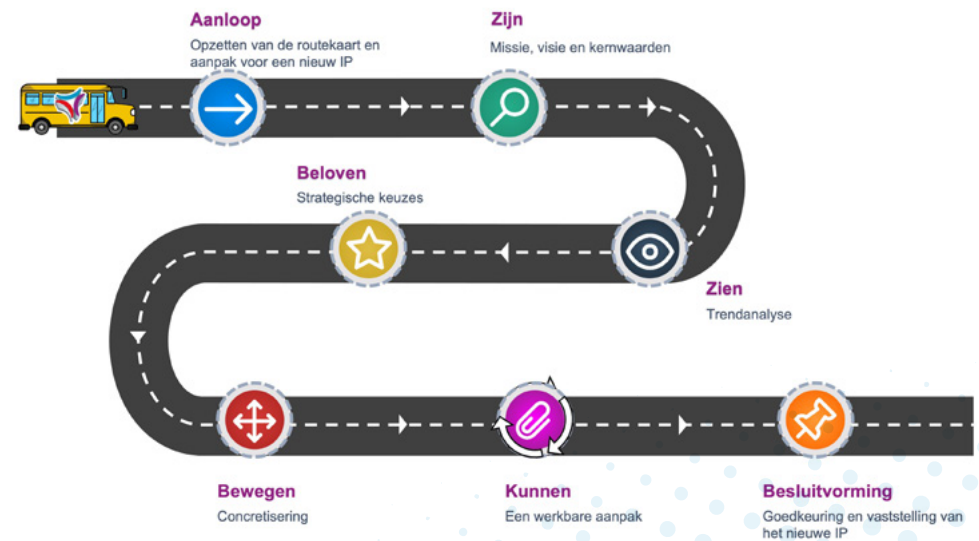 Aanloop
Opzetten van de routekaart en
aanpak voor een nieuw IP
Zijn
Missie, visie en kernwaarden
Beloven
Strategische keuzes
Zien
Trendanalyse
Bewegen
Concretisering
Kunnen
Een werkbare aanpak
Besluitvorming
Goedkeuring en vaststelling van
het nieuwe IP